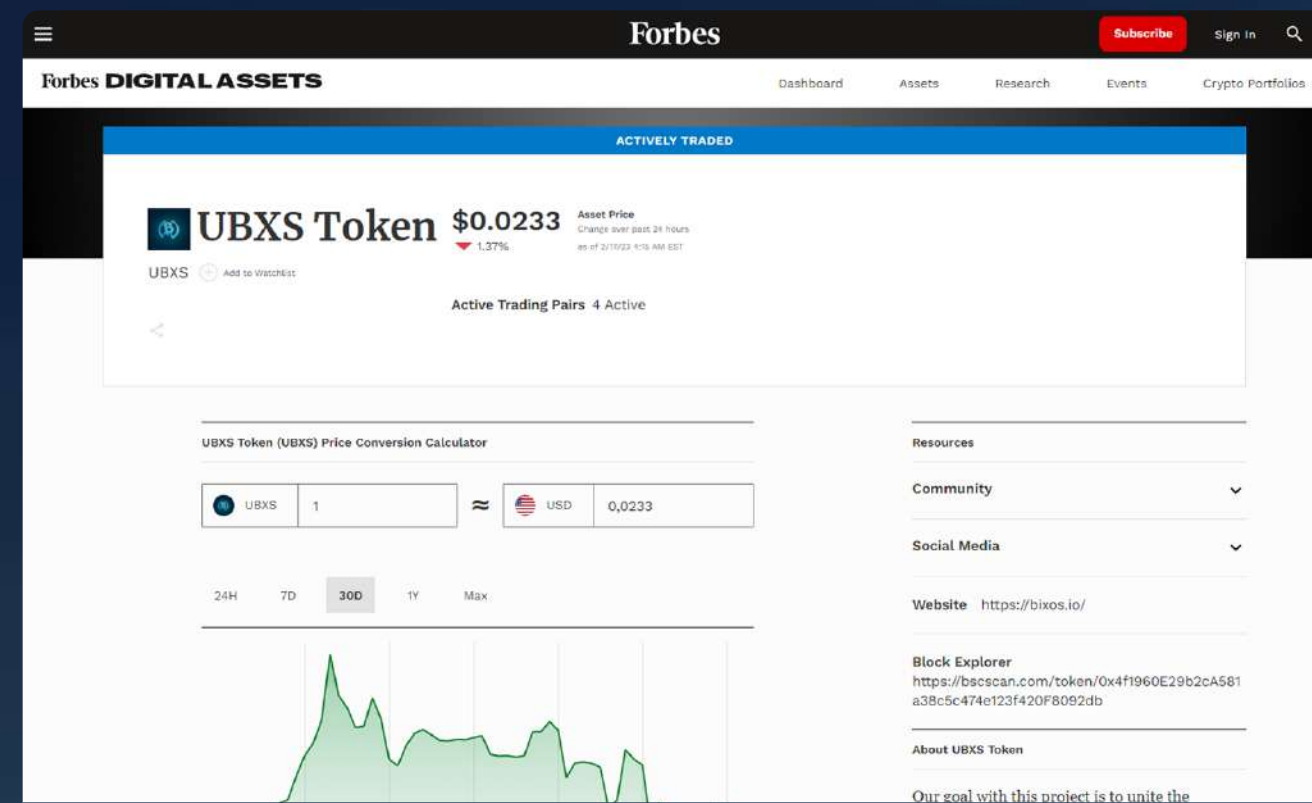 Forbes
Subscribe
Sign In
Forbes DIGITAL ASSETS
Dashboard
Assets
Research
Events
Crypto Portfolios
ACTIVELY TRADED
UBXS Token
$0.0233
1.37%
Asset Price
Change over past 24 hours
EST
UBXS
Add to Watchlist
Active Trading Pairs 4 Active
UBXS Token (UBXS) Price Conversion Calculator
UBXS
1
≈
USD
0,0233
24H
7D
30D
1Y
Max
Resources
Community
Social Media
Website https://bixos.io/
Block Explorer
https://bscscan.com/token/0x4f1960E29b2cA581
a38c5c474e123f420F8092db
About UBXS Token
Our goal with this project is to unite the